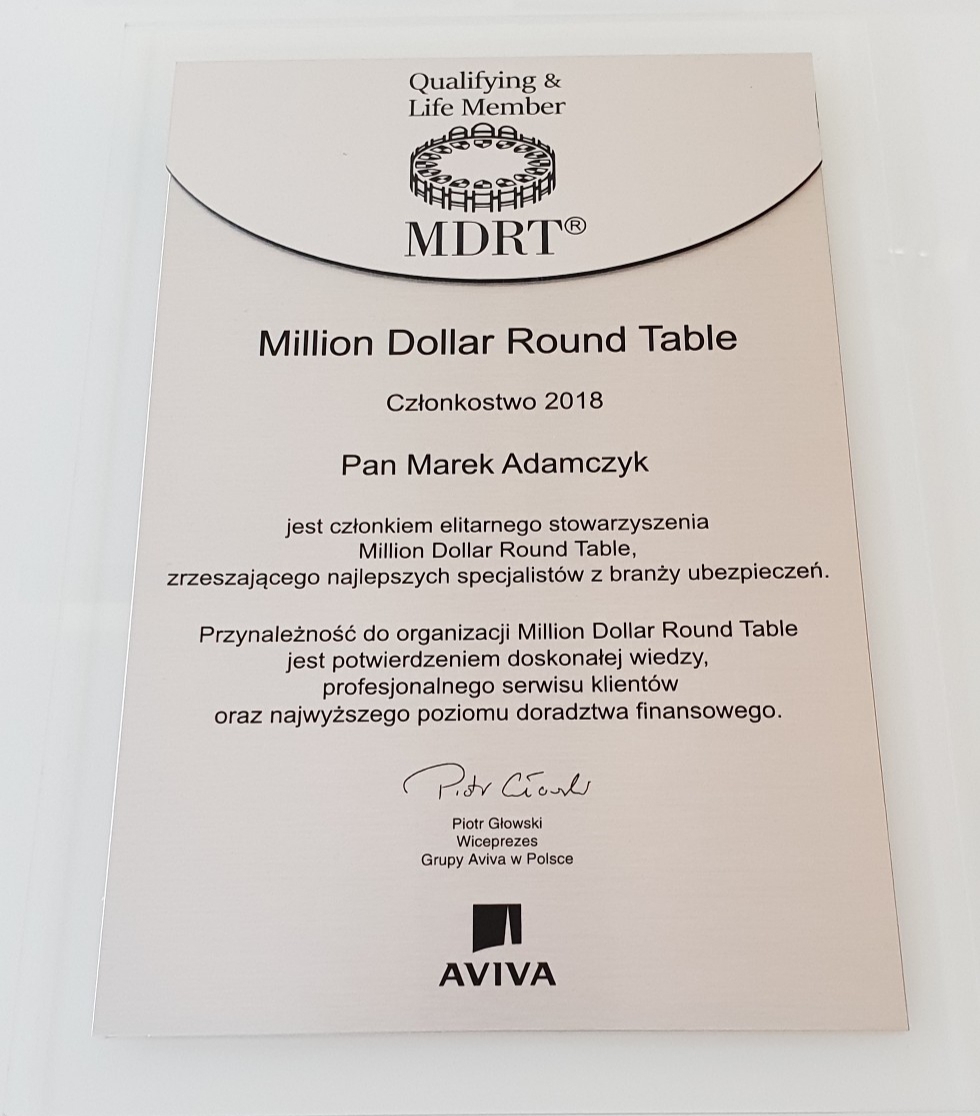 Qualifying &
Life Member
MDRT®
Million Dollar Round Table
Członkostwo 2018
Pan Marek Adamczyk
jest członkiem elitarnego stowarzyszenia
Million Dollar Round Table,
zrzeszającego najlepszych specjalistów z branży ubezpieczeń.
Przynależność do organizacji Million Dollar Round Table
jest potwierdzeniem doskonałej wiedzy,
profesjonalnego serwisu klientów
oraz najwyższego poziomu doradztwa finansowego.
Piotr Głowski
Piotr Głowski
Wiceprezes
Grupy Aviva w Polsce
AVIVA